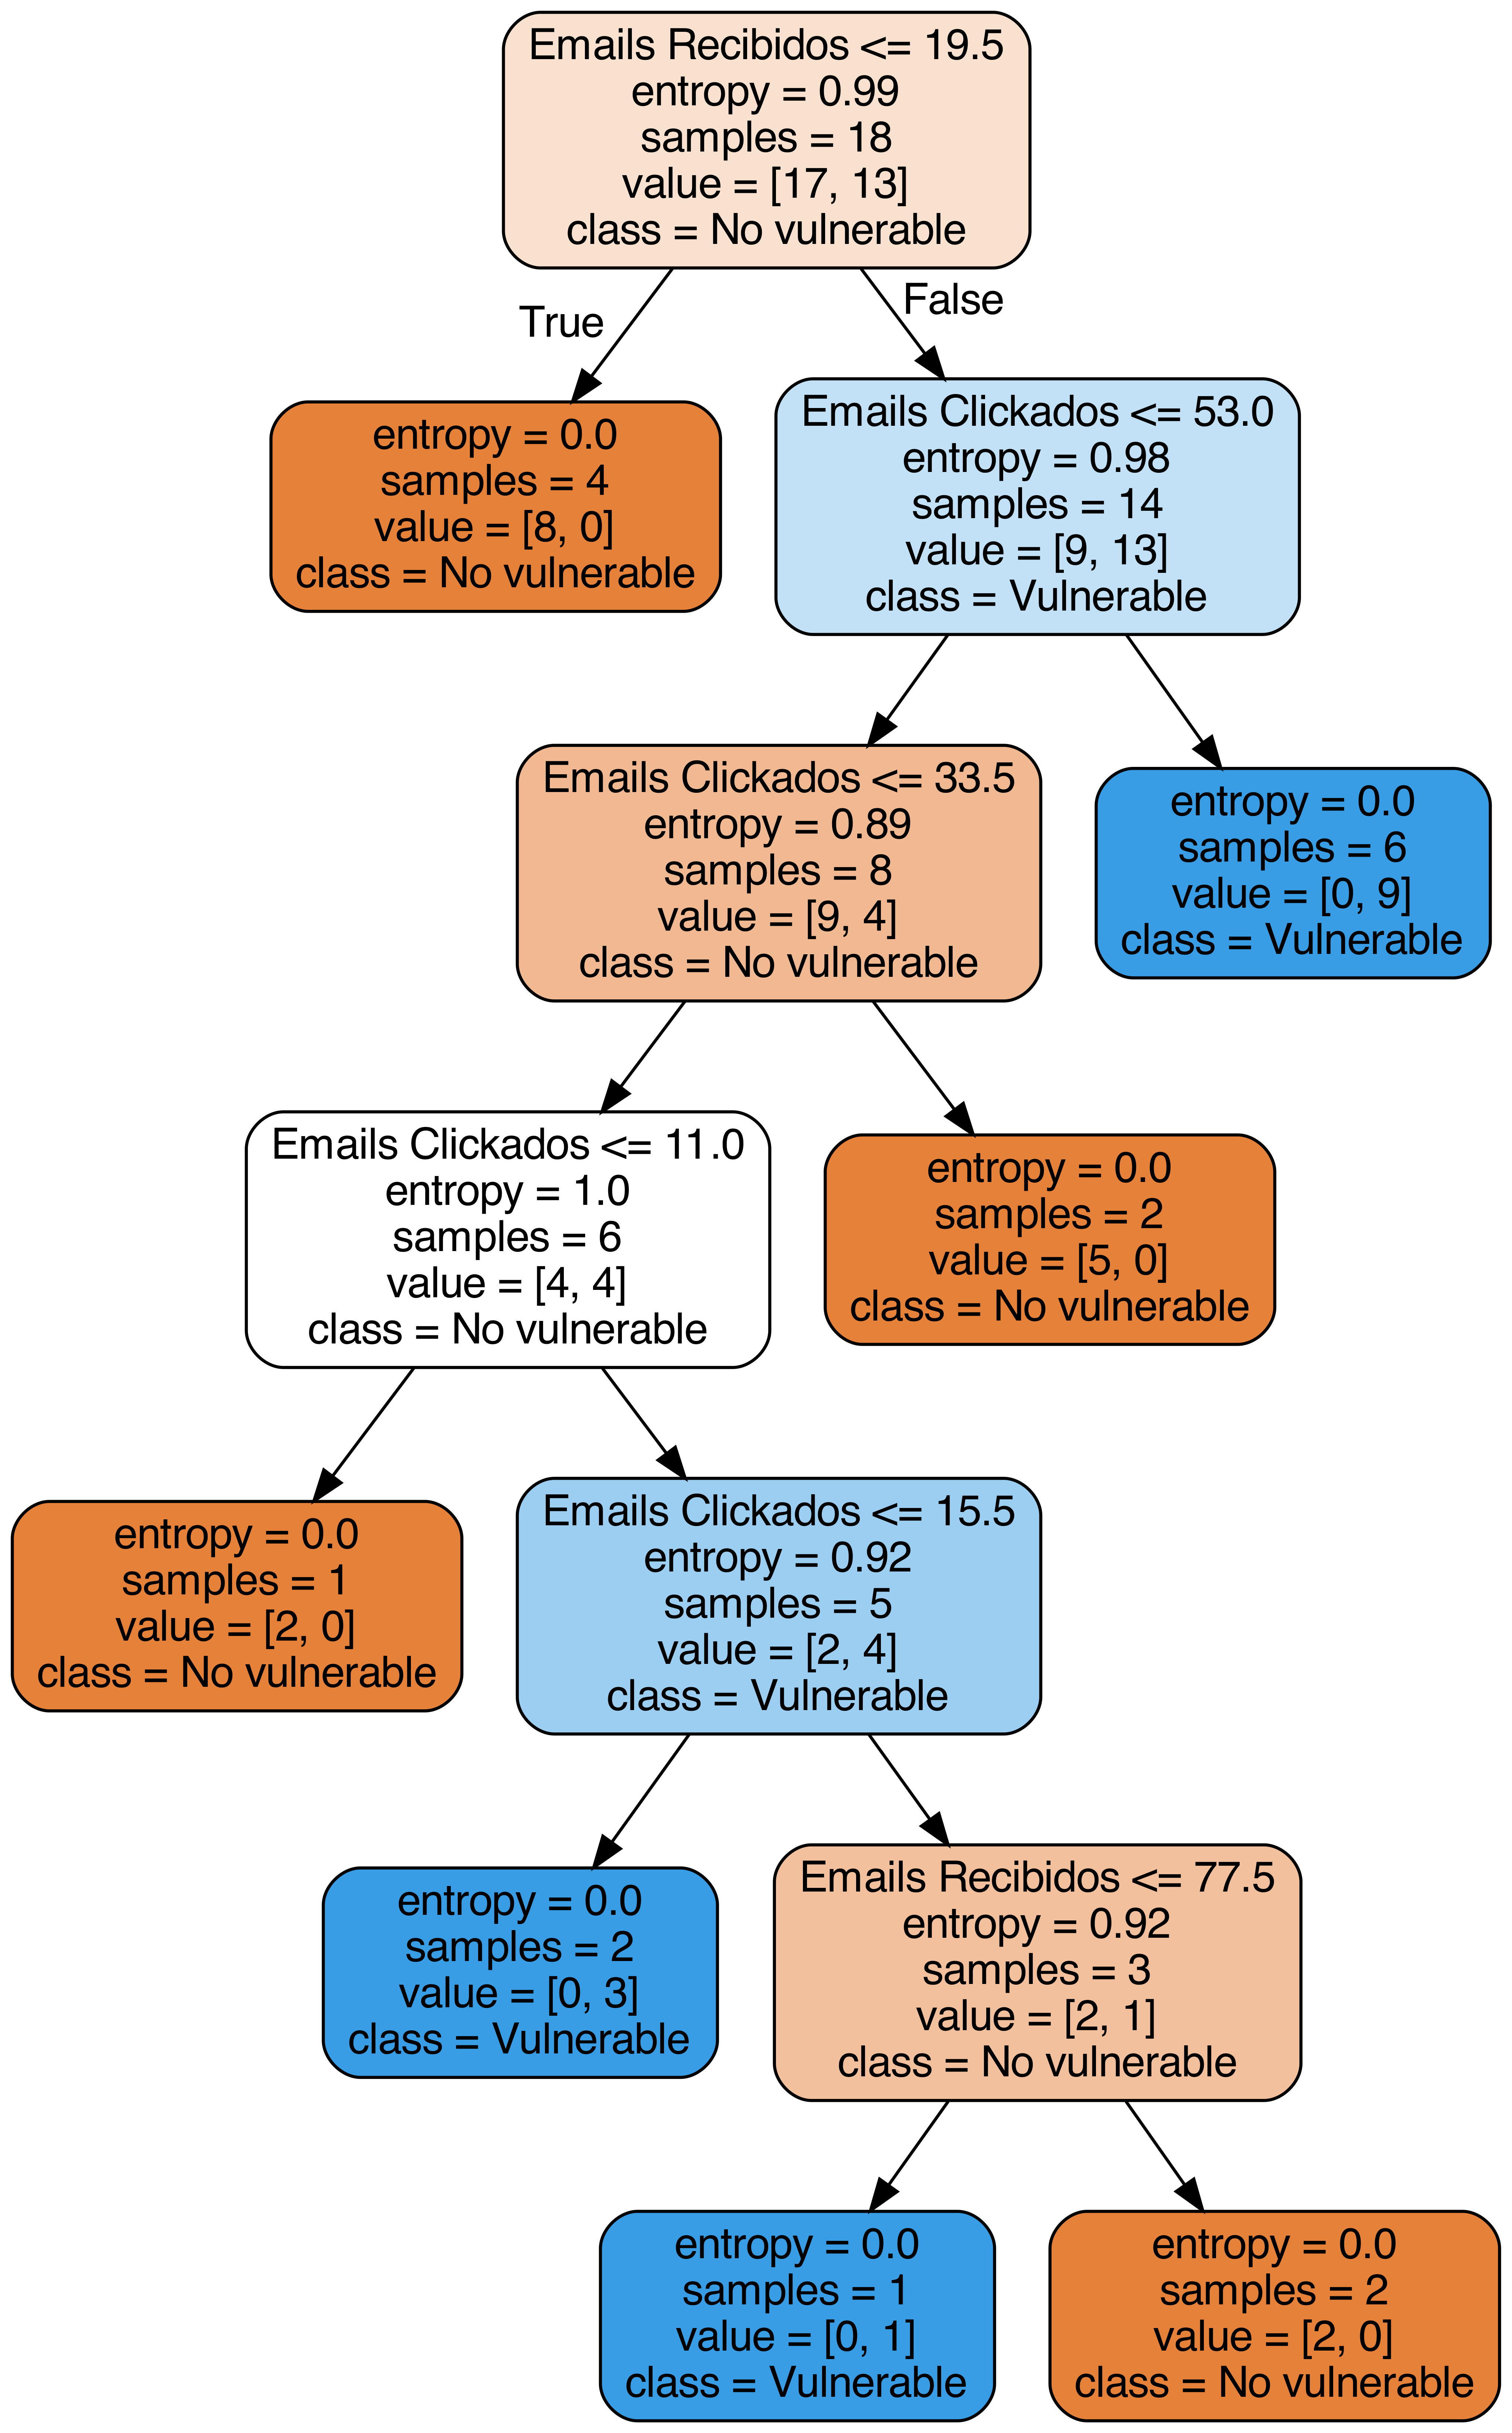 Emails Recibidos <= 19.5
entropy = 0.99
samples = 18
value = [17, 13]
class = No vulnerable
True
False
entropy = 0.0
samples = 4
value = [8, 0]
class = No vulnerable
Emails Clickados <= 53.0
entropy = 0.98
samples = 14
value = [9, 13]
class = Vulnerable
Emails Clickados <= 33.5
entropy = 0.89
samples = 8
value = [9, 4]
class = No vulnerable
entropy = 0.0
samples = 6
value = [0, 9]
class = Vulnerable
Emails Clickados <= 11.0
entropy = 1.0
samples = 6
value = [4, 4]
class = No vulnerable
entropy = 0.0
samples = 2
value = [5, 0]
class = No vulnerable
entropy = 0.0
samples = 1
value = [2, 0]
class = No vulnerable
Emails Clickados <= 15.5
entropy = 0.92
samples = 5
value = [2, 4]
class = Vulnerable
entropy = 0.0
samples = 2
value = [0, 3]
class = Vulnerable
Emails Recibidos <= 77.5
entropy = 0.92
samples = 3
value = [2, 1]
class = No vulnerable
entropy = 0.0
samples = 1
value = [0, 1]
class = Vulnerable
entropy = 0.0
samples = 2
value = [2, 0]
class = No vulnerable